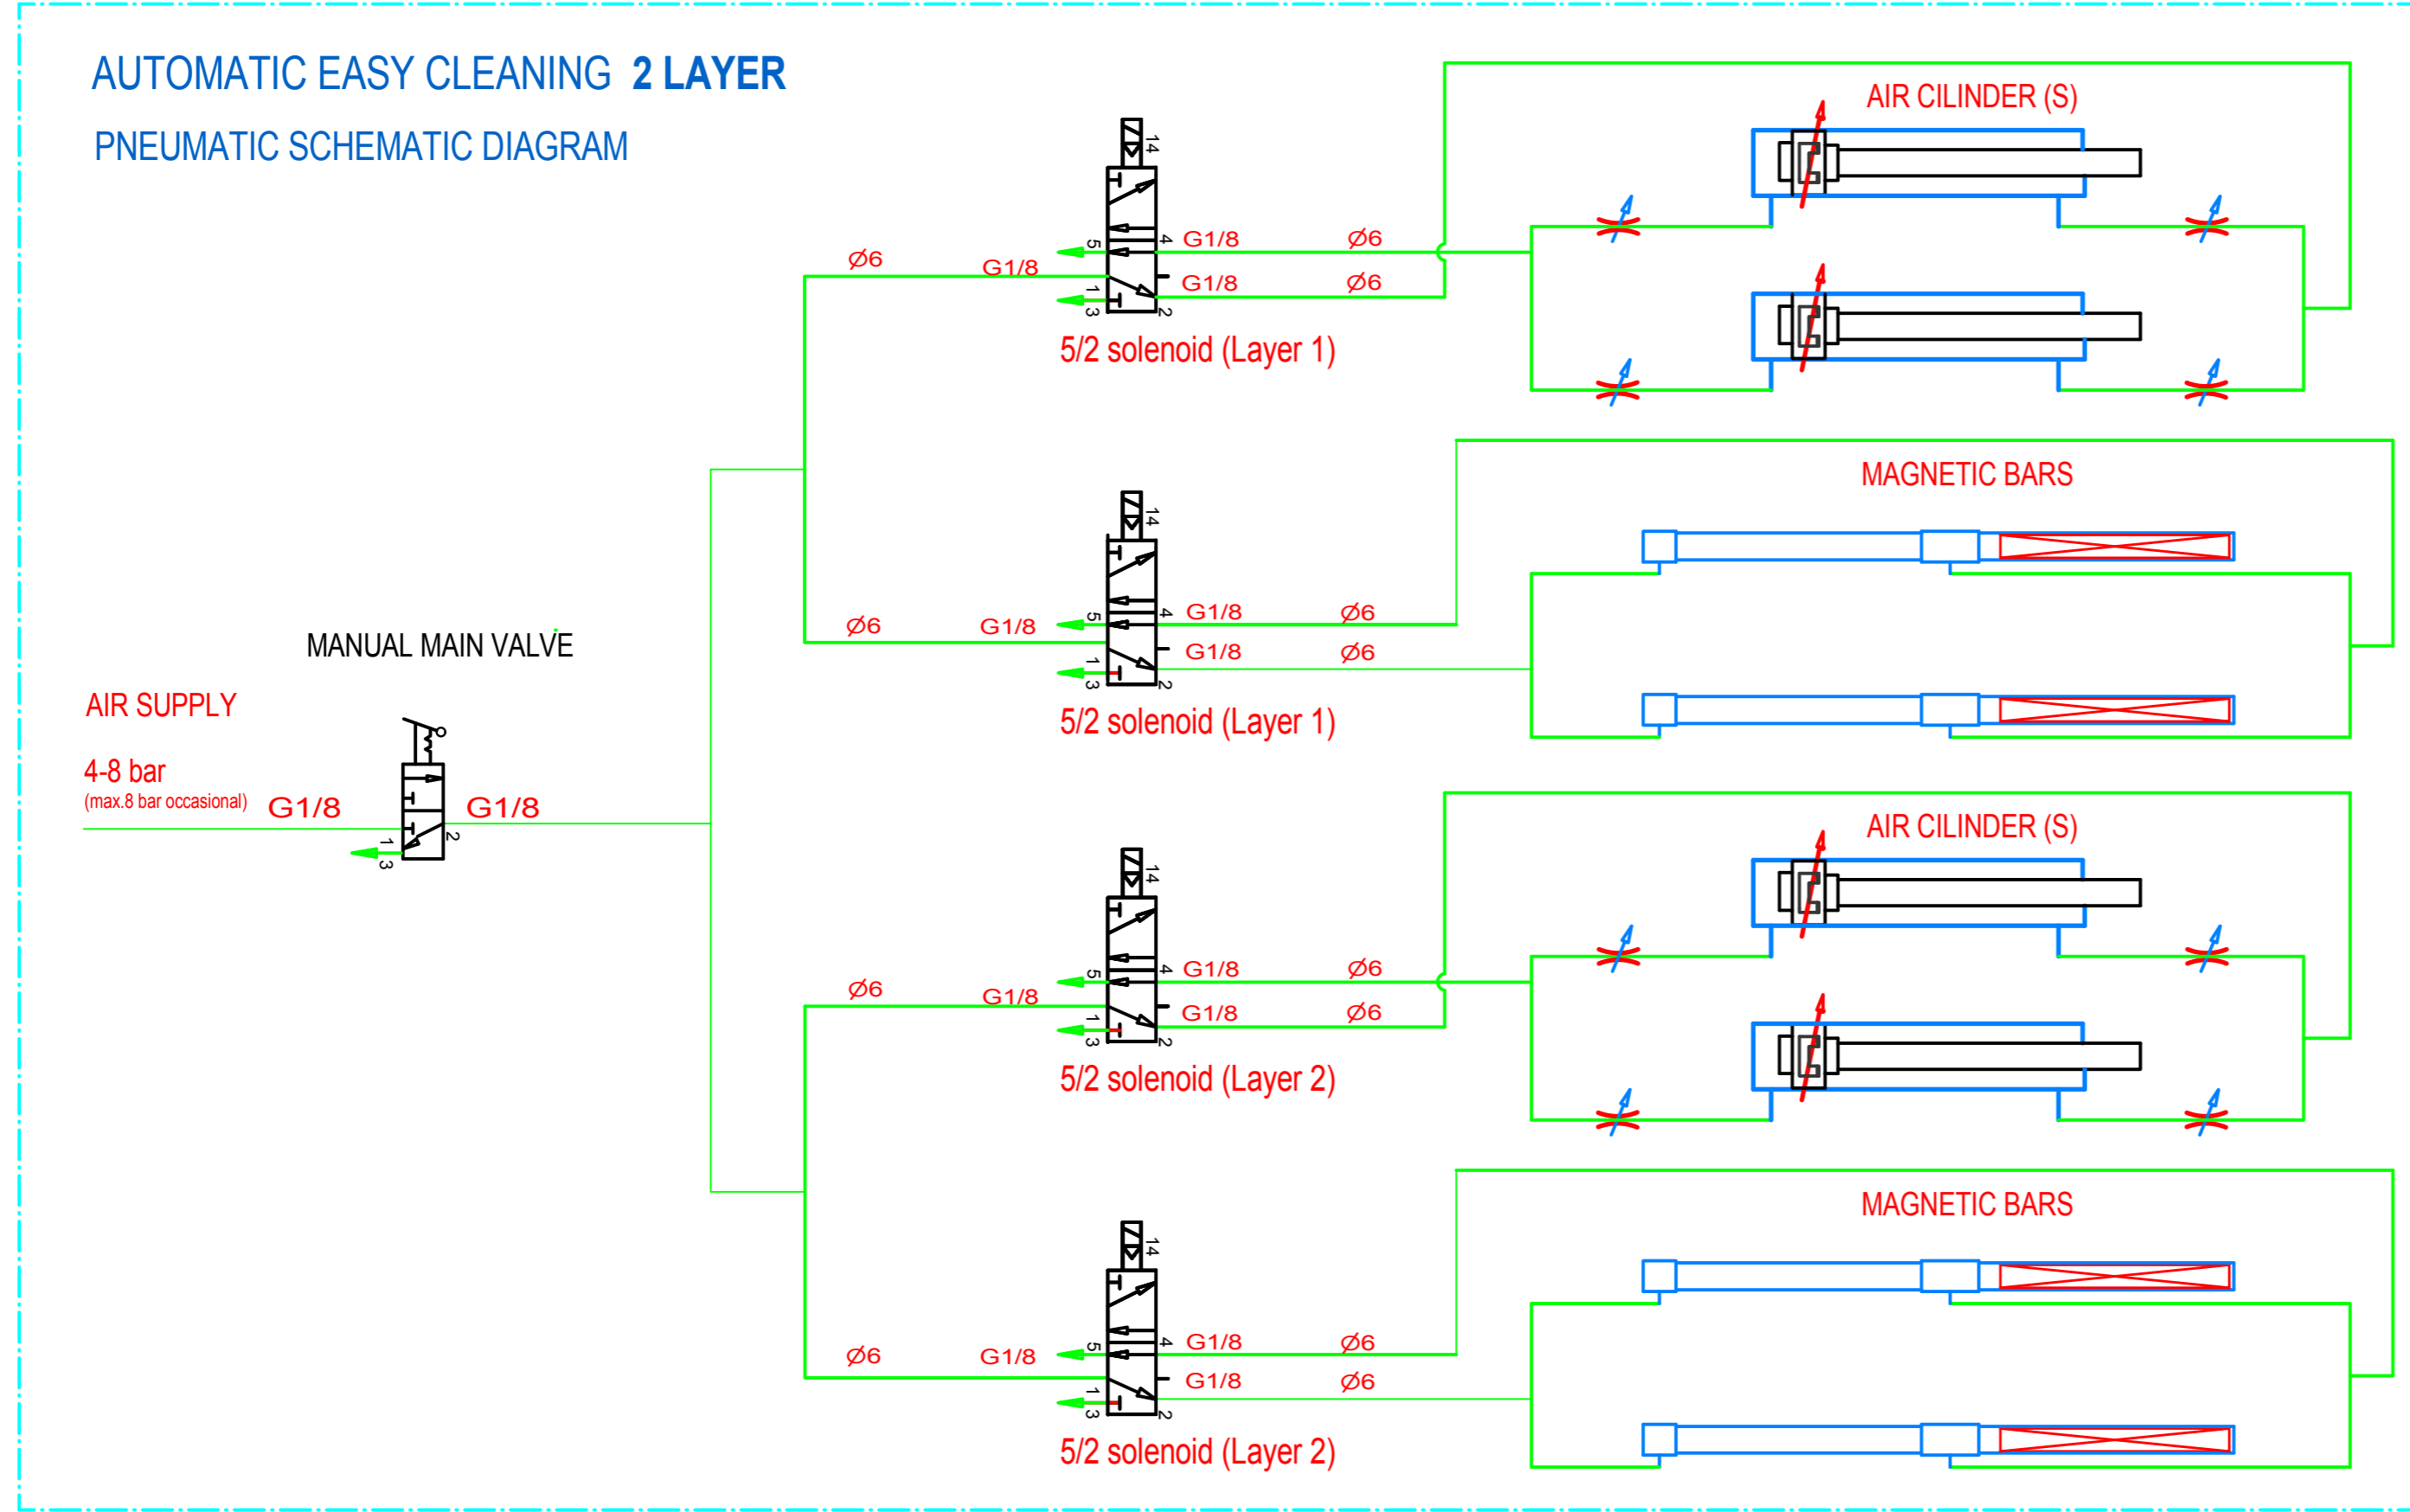 AUTOMATIC EASY CLEANING 2 LAYER
PNEUMATIC SCHEMATIC DIAGRAM
AIR CILINDER (S)
14
5
4
G1/8
Ø6
Ø6
G1/8
1
3
2
G1/8
Ø6
5/2 solenoid (Layer 1)
MAGNETIC BARS
14
5
4
G1/8
Ø6
Ø6
G1/8
1
3
2
G1/8
Ø6
5/2 solenoid (Layer 1)
MANUAL MAIN VALVE
AIR SUPPLY
4-8 bar
(max.8 bar occasional)
G1/8
G1/8
1
3
2
AIR CILINDER (S)
14
5
4
G1/8
Ø6
Ø6
G1/8
1
3
2
G1/8
Ø6
5/2 solenoid (Layer 2)
MAGNETIC BARS
14
5
4
G1/8
Ø6
Ø6
G1/8
1
3
2
G1/8
Ø6
5/2 solenoid (Layer 2)